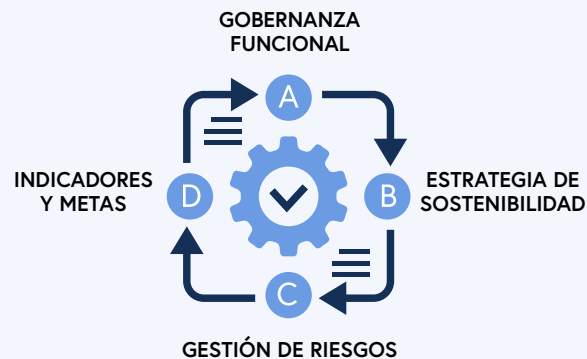 GOBERNANZA
FUNCIONAL
A
INDICADORES
Y METAS
D
B
ESTRATEGIA DE
SOSTENIBILIDAD
C
GESTIÓN DE RIESGOS